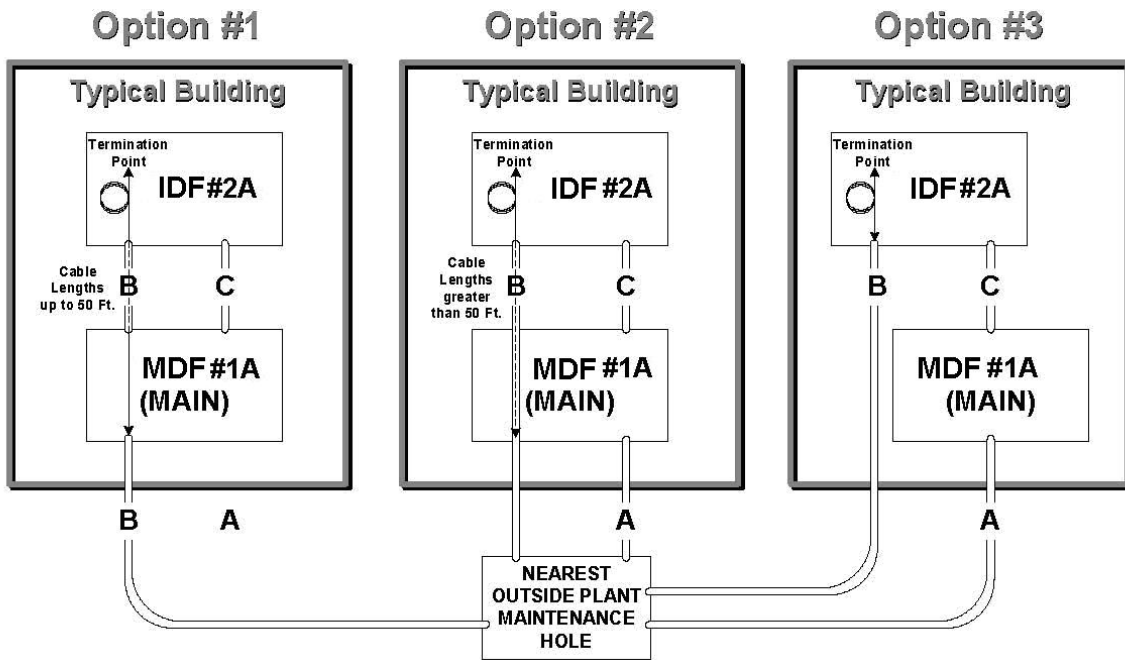 Option #1
Option #2
Option #3
Typical Building
Typical Building
Typical Building
Termination
Point
IDF #2A
Termination
Point
IDF #2A
Termination
Point
IDF #2A
Cable
Lengths
up to 50 Ft.
B
C
Cable
Lengths
greater
than 50 Ft.
B
C
B
C
MDF #1A
(MAIN)
MDF #1A
(MAIN)
MDF #1A
(MAIN)
B
A
A
A
NEAREST
OUTSIDE PLANT
MAINTENANCE
HOLE